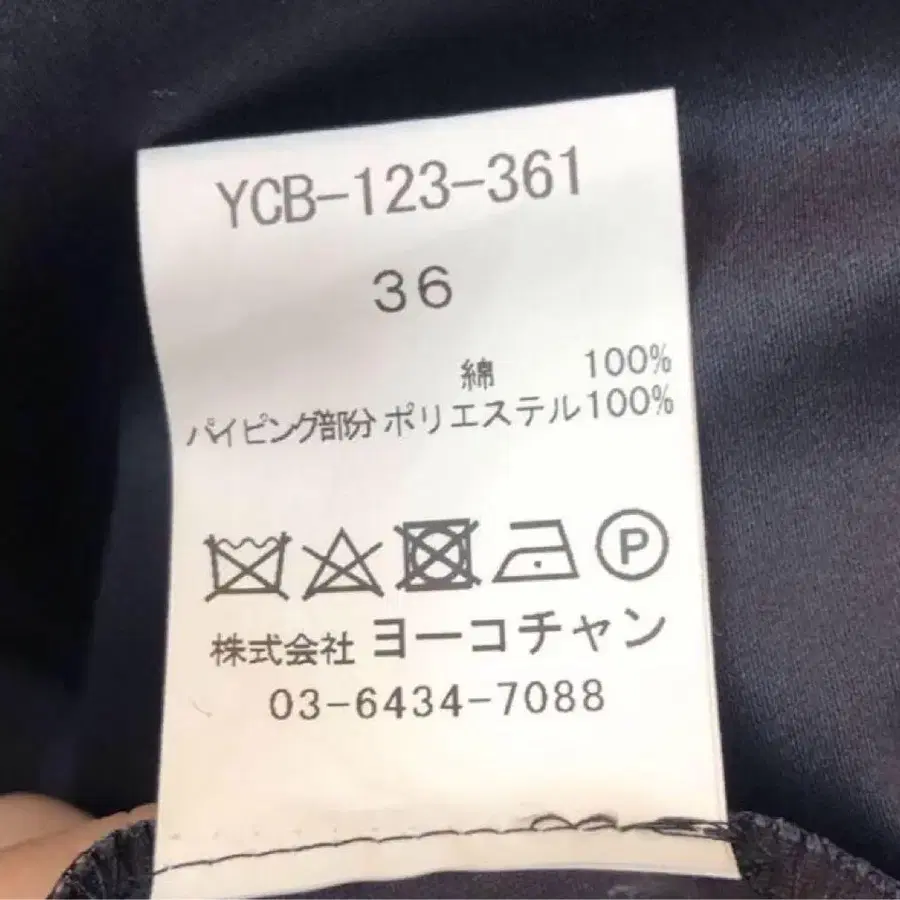 YCB-123-361
36
綿 100%
パイピング部分 ポリエステル100%
P
株式会社 ヨーコチャン
03-6434-7088